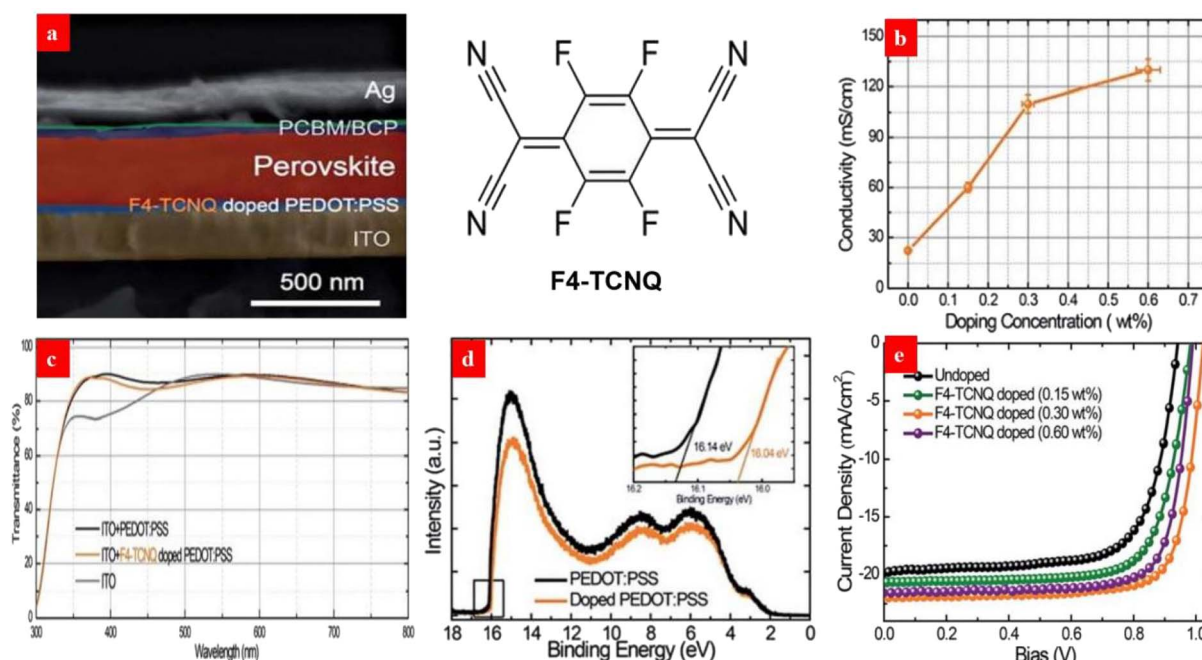 a
Ag
PCBM/BCP
Perovskite
F4-TCNQ doped PEDOT:PSS
ITO
500 nm
N
N
F
F
F
F
N
N
F4-TCNQ
b
150
120
90
60
30
0
Conductivity (mS/cm)
0.0 0.1 0.2 0.3 0.4 0.5 0.6 0.7
Doping Concentration ( wt%)
c
100
80
60
40
20
0
Transmittance (%)
ITO+PEDOT:PSS
ITO+F4-TCNQ doped PEDOT:PSS
ITO
300 400 500 600 700 800
Wavelength (nm)
d
Intensity (a.u.)
16.14 eV
16.04 eV
16.2 16.1 16.0
Binding Energy (eV)
PEDOT:PSS
Doped PEDOT:PSS
18 16 14 12 10 8 6 4 2 0
Binding Energy (eV)
e
0
-5
-10
-15
-20
Current Density (mA/cm²)
Undoped
F4-TCNQ doped (0.15 wt%)
F4-TCNQ doped (0.30 wt%)
F4-TCNQ doped (0.60 wt%)
0.0 0.2 0.4 0.6 0.8 1.0
Bias (V)